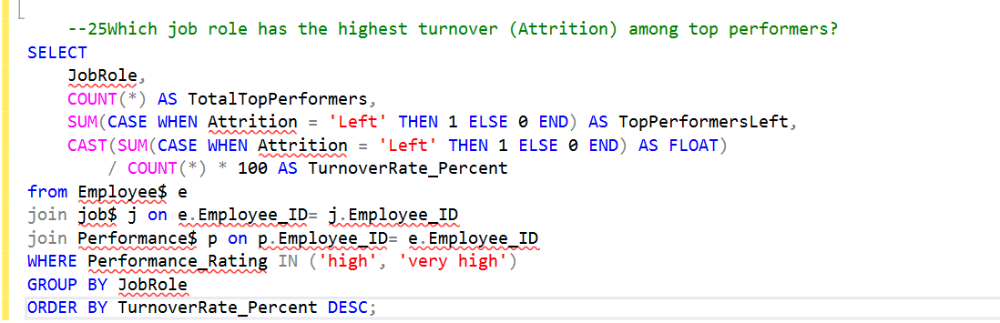 --25Which job role has the highest turnover (Attrition) among top performers?
SELECT
JobRole,
COUNT(*) AS TotalTopPerformers,
SUM(CASE WHEN Attrition = 'Left' THEN 1 ELSE 0 END) AS TopPerformersLeft,
CAST(SUM(CASE WHEN Attrition = 'Left' THEN 1 ELSE 0 END) AS FLOAT)
/ COUNT(*) * 100 AS TurnoverRate_Percent
from Employee$ e
join job$ j on e.Employee_ID= j.Employee_ID
join Performance$ p on p.Employee_ID= e.Employee_ID
WHERE Performance_Rating IN ('high', 'very high')
GROUP BY JobRole
ORDER BY TurnoverRate_Percent DESC;